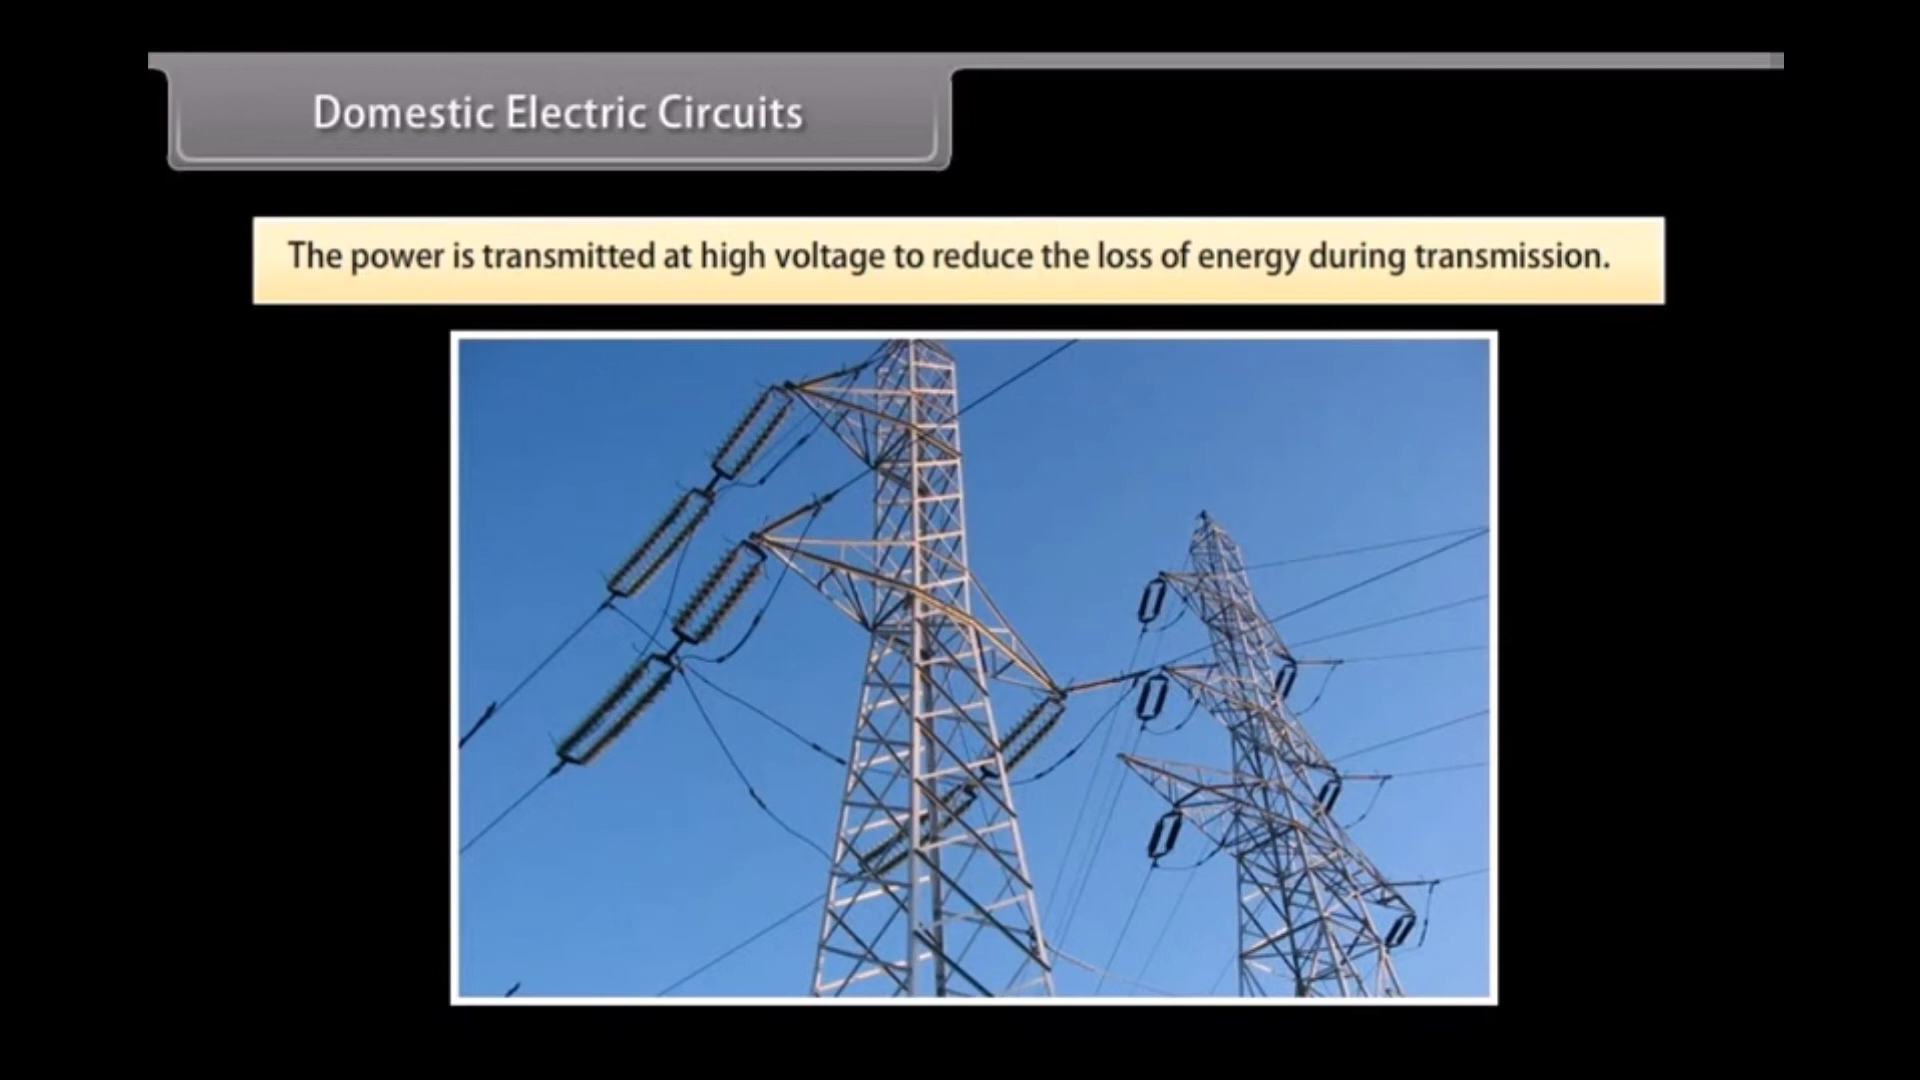 Domestic Electric Circuits
The power is transmitted at high voltage to reduce the loss of energy during transmission.